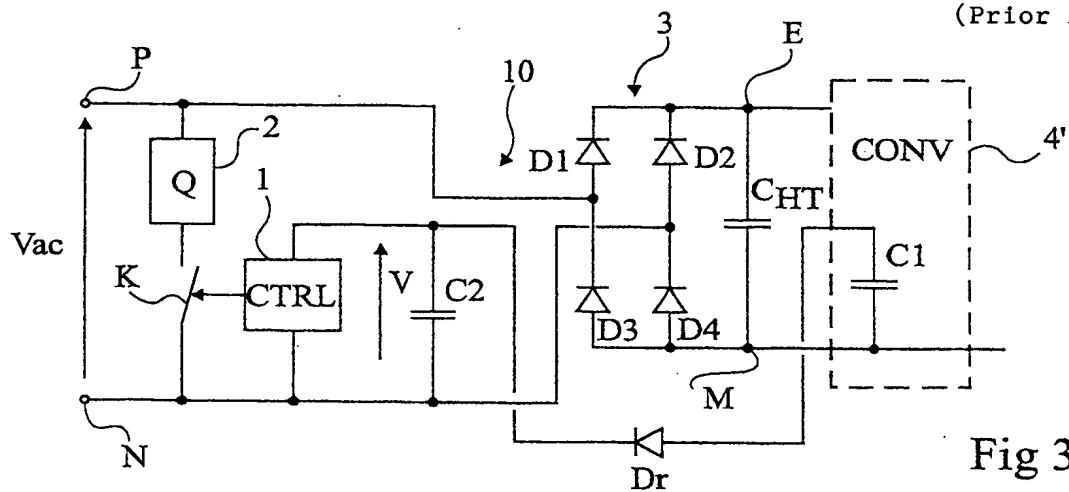 (Prior
3
E
P
10
2
D1
D2
CONV
4'
Q
1
CHT
Vac
K
CTRL
V
C2
C1
D3
D4
M
N
Dr
Fig 3